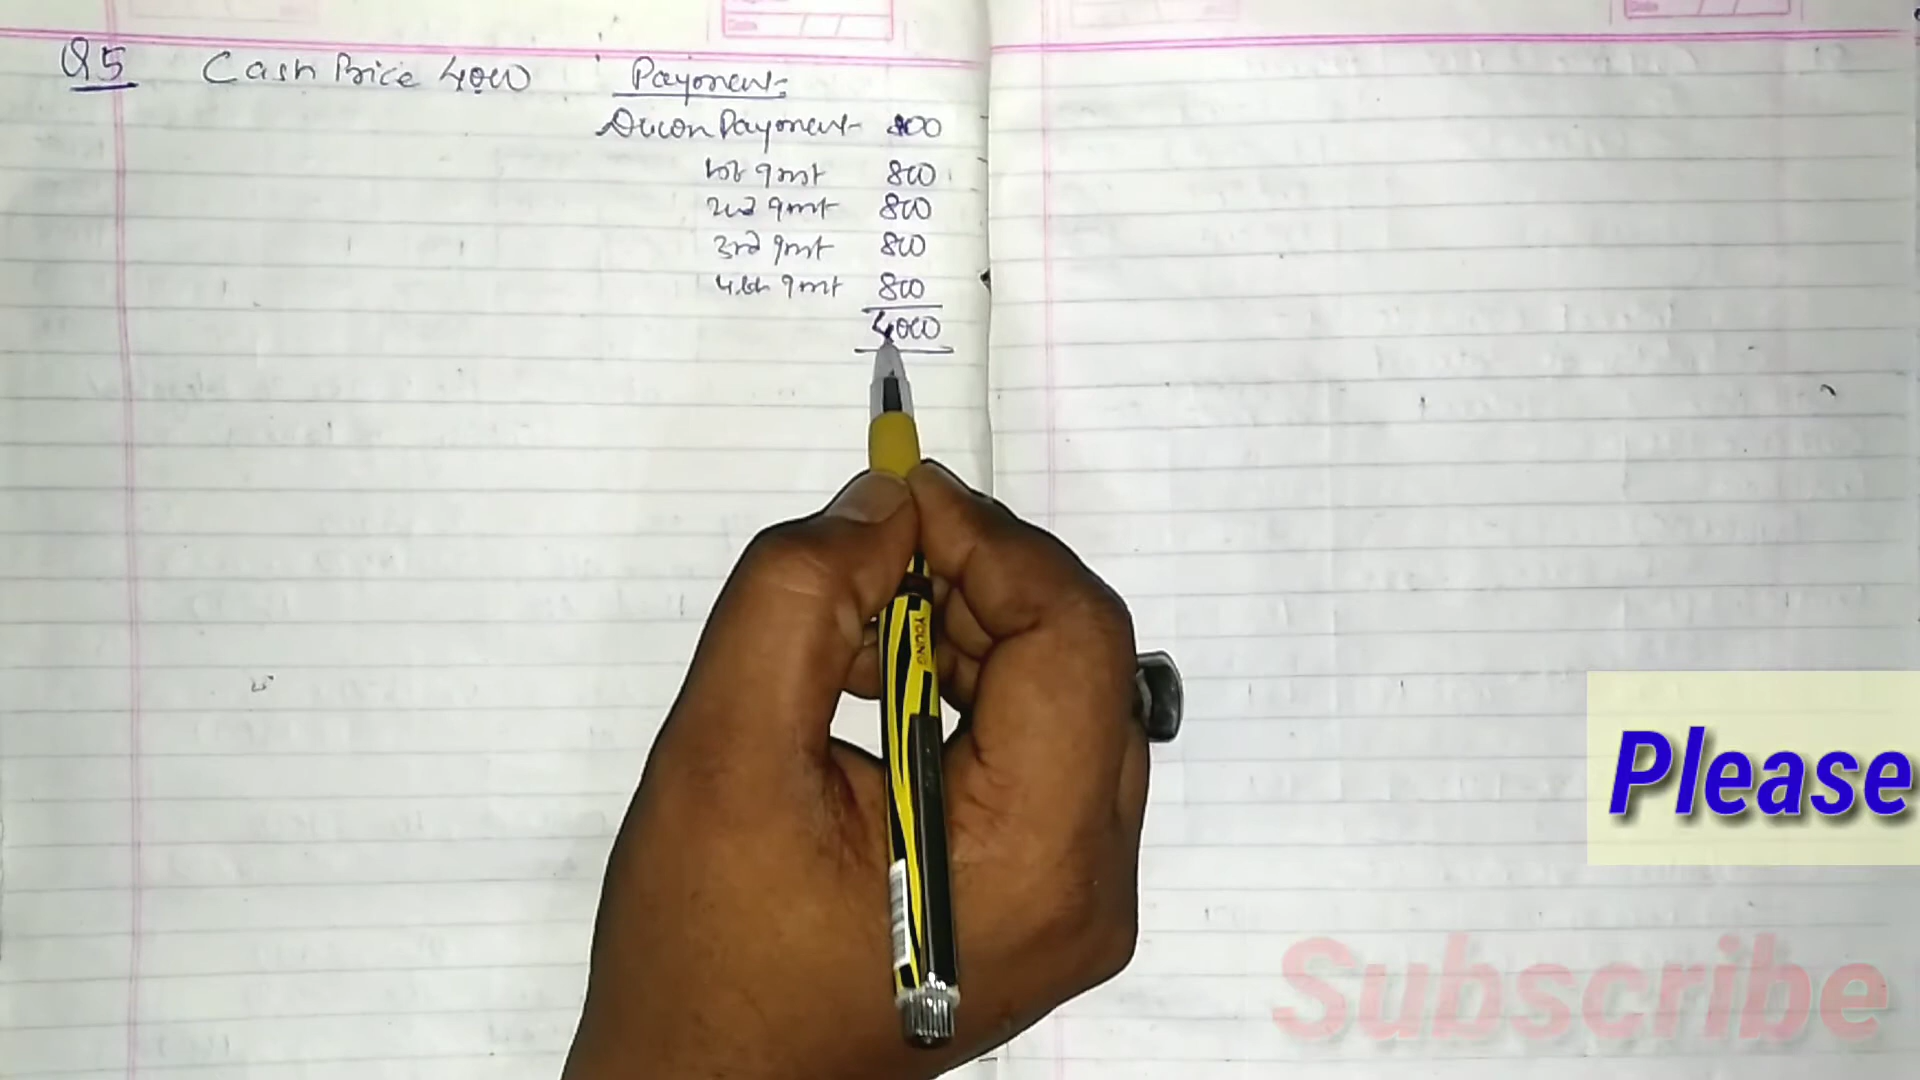 Q5 Cash Price 4000 Payment:
Down Payment 800
1st Inst 800
2nd Inst 800
3rd Inst 800
4th Inst 800
4000
YOUNG
Please
Subscribe